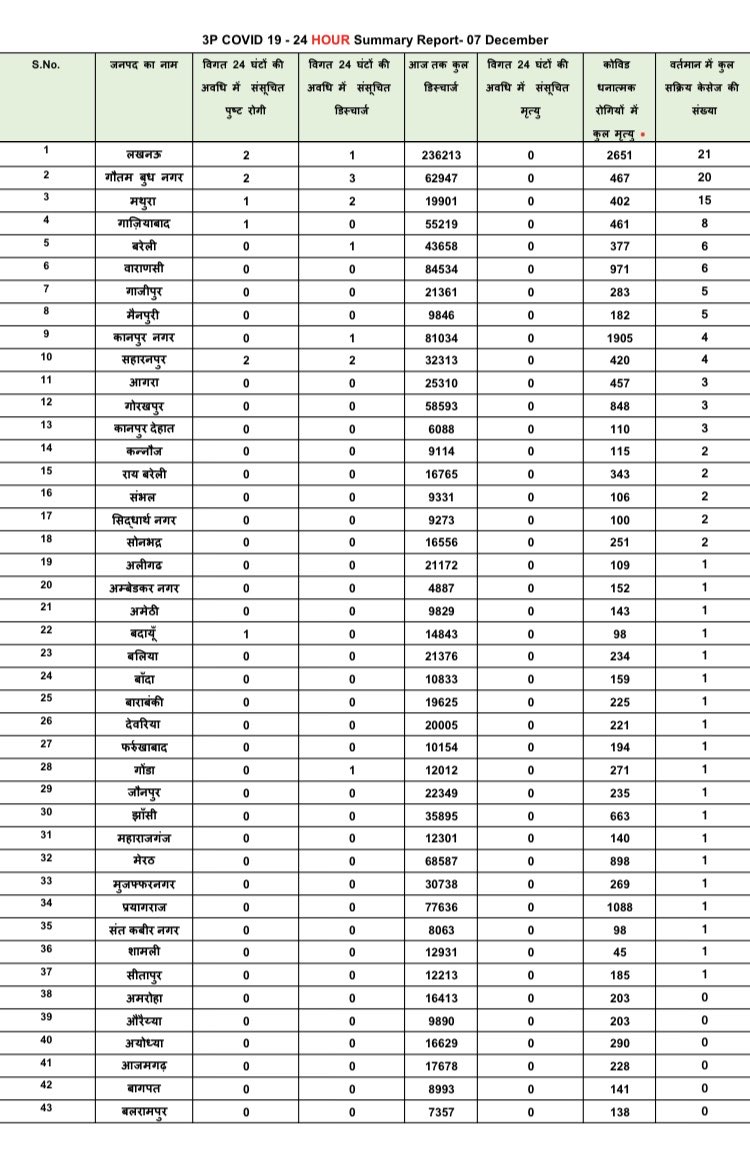 3P COVID 19 - 24 HOUR Summary Report- 07 December
S.No. जनपद का नाम विगत 24 घंटों की अवधि में संसूचित पुष्ट रोगी विगत 24 घंटों की अवधि में संसूचित डिस्चार्ज आज तक कुल डिस्चार्ज विगत 24 घंटों की अवधि में संसूचित मृत्यु कोविड धनात्मक रोगियों में कुल मृत्यु वर्तमान में कुल सक्रिय केसेज की संख्या
1 लखनऊ 2 1 236213 0 2651 21
2 गौतम बुध नगर 2 3 62947 0 467 20
3 मथुरा 1 2 19901 0 402 15
4 गाज़ियाबाद 1 0 55219 0 461 8
5 बरेली 0 1 43658 0 377 6
6 वाराणसी 0 0 84534 0 971 6
7 गाजीपुर 0 0 21361 0 283 5
8 मैनपुरी 0 0 9846 0 182 5
9 कानपुर नगर 0 1 81034 0 1905 4
10 सहारनपुर 2 2 32313 0 420 4
11 आगरा 0 0 25310 0 457 3
12 गोरखपुर 0 0 58593 0 848 3
13 कानपुर देहात 0 0 6088 0 110 3
14 कन्नौज 0 0 9114 0 115 2
15 राय बरेली 0 0 16765 0 343 2
16 संभल 0 0 9331 0 106 2
17 सिद्धार्थ नगर 0 0 9273 0 100 2
18 सोनभद्र 0 0 16556 0 251 2
19 अलीगढ 0 0 21172 0 109 1
20 अम्बेडकर नगर 0 0 4887 0 152 1
21 अमेठी 0 0 9829 0 143 1
22 बदायूँ 1 0 14843 0 98 1
23 बलिया 0 0 21376 0 234 1
24 बाँदा 0 0 10833 0 159 1
25 बाराबंकी 0 0 19625 0 225 1
26 देवरिया 0 0 20005 0 221 1
27 फर्रुखाबाद 0 0 10154 0 194 1
28 गोंडा 0 1 12012 0 271 1
29 जौनपुर 0 0 22349 0 235 1
30 झाँसी 0 0 35895 0 663 1
31 महाराजगंज 0 0 12301 0 140 1
32 मेरठ 0 0 68587 0 898 1
33 मुजफ्फरनगर 0 0 30738 0 269 1
34 प्रयागराज 0 0 77636 0 1088 1
35 संत कबीर नगर 0 0 8063 0 98 1
36 शामली 0 0 12931 0 45 1
37 सीतापुर 0 0 12213 0 185 1
38 अमरोहा 0 0 16413 0 203 0
39 औरैय्या 0 0 9890 0 203 0
40 अयोध्या 0 0 16629 0 290 0
41 आजमगढ़ 0 0 17678 0 228 0
42 बागपत 0 0 8993 0 141 0
43 बलरामपुर 0 0 7357 0 138 0